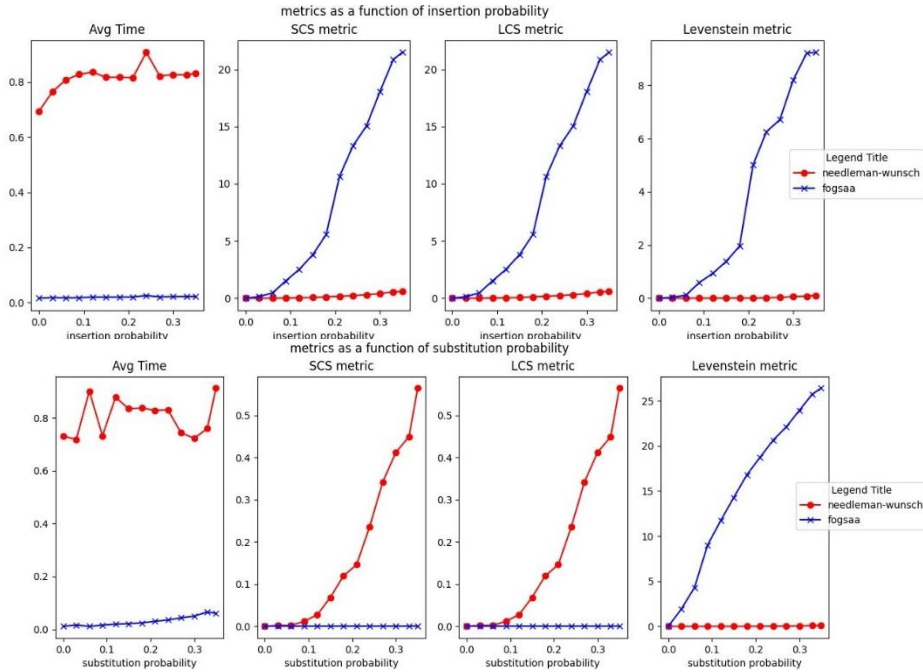 metrics as a function of insertion probability
Avg Time
SCS metric
LCS metric
Levenstein metric
0.8
0.6
0.4
0.2
0.0
20
15
10
5
0
20
15
10
5
0
8
6
4
2
0
Legend Title
needleman-wunsch
fogsaa
0.0 0.1 0.2 0.3
0.0 0.1 0.2 0.3
0.0 0.1 0.2 0.3
0.0 0.1 0.2 0.3
insertion probability
insertion probability
insertion probability
insertion probability
metrics as a function of substitution probability
Avg Time
SCS metric
LCS metric
Levenstein metric
0.8
0.6
0.4
0.2
0.0
0.5
0.4
0.3
0.2
0.1
0.0
0.5
0.4
0.3
0.2
0.1
0.0
25
20
15
10
5
0
Legend Title
needleman-wunsch
fogsaa
0.0 0.1 0.2 0.3
0.0 0.1 0.2 0.3
0.0 0.1 0.2 0.3
0.0 0.1 0.2 0.3
substitution probability
substitution probability
substitution probability
substitution probability